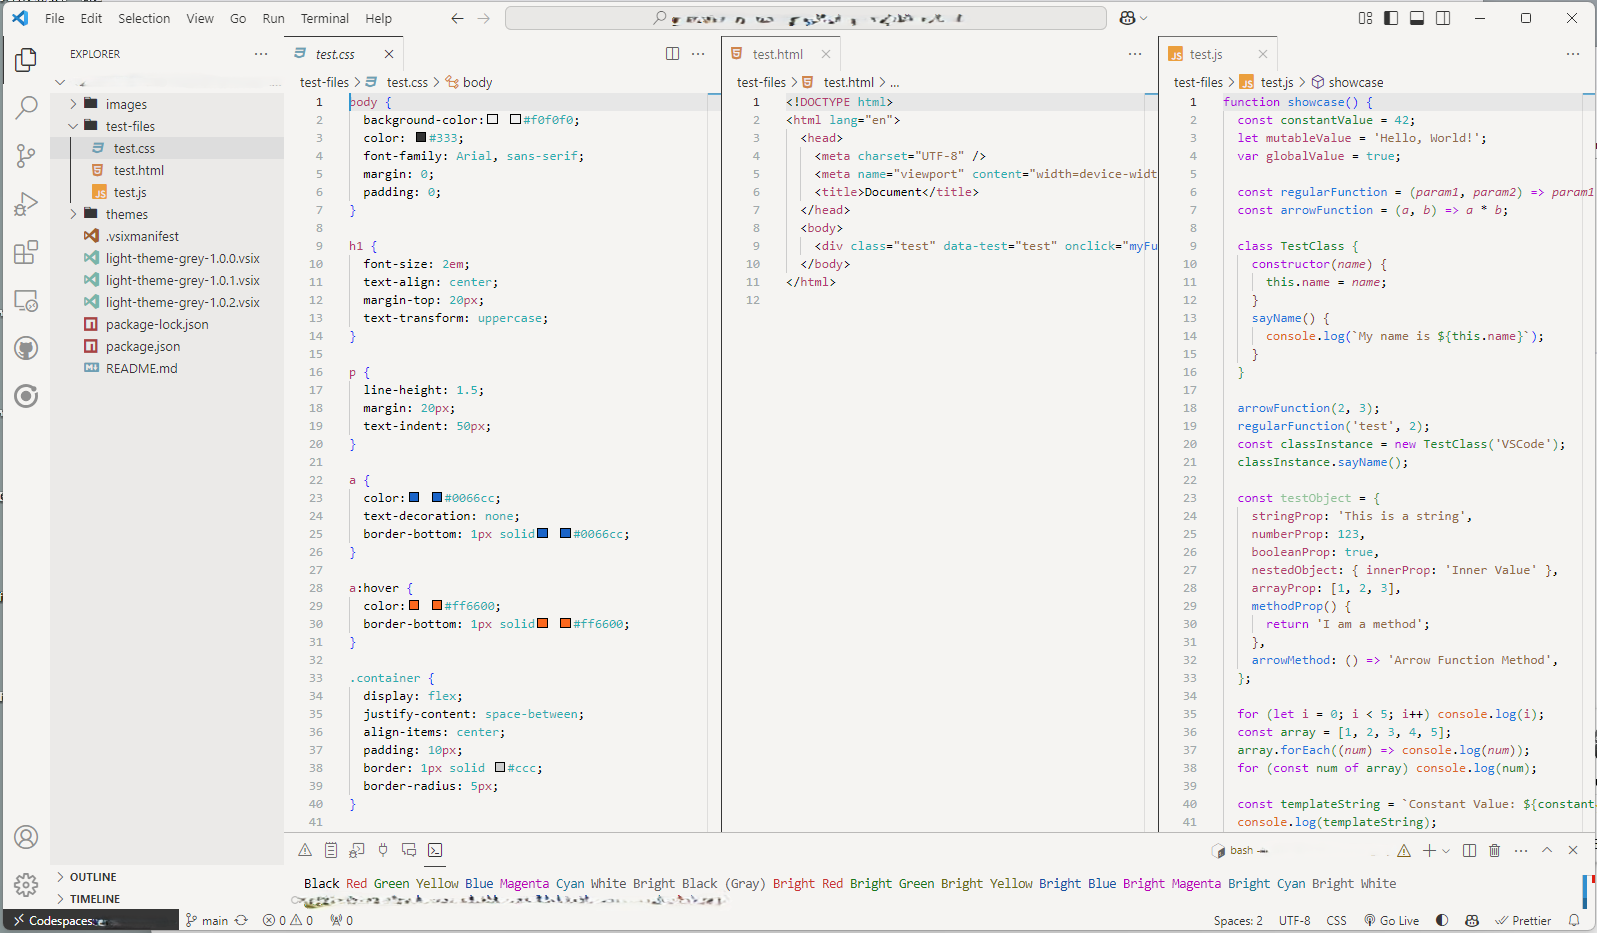 File Edit Selection View Go Run Terminal Help
EXPLORER
images
test-files
test.css
test.html
test.js
themes
.vsixmanifest
light-theme-grey-1.0.0.vsix
light-theme-grey-1.0.1.vsix
light-theme-grey-1.0.2.vsix
package-lock.json
package.json
README.md
OUTLINE
TIMELINE
test.css
test-files > test.css > body
1 body {
2 background-color: #f0f0f0;
3 color: #333;
4 font-family: Arial, sans-serif;
5 margin: 0;
6 padding: 0;
7 }
8
9 h1 {
10 font-size: 2em;
11 text-align: center;
12 margin-top: 20px;
13 text-transform: uppercase;
14 }
15
16 p {
17 line-height: 1.5;
18 margin: 20px;
19 text-indent: 50px;
20 }
21
22 a {
23 color: #0066cc;
24 text-decoration: none;
25 border-bottom: 1px solid #0066cc;
26 }
27
28 a:hover {
29 color: #ff6600;
30 border-bottom: 1px solid #ff6600;
31 }
32
33 .container {
34 display: flex;
35 justify-content: space-between;
36 align-items: center;
37 padding: 10px;
38 border: 1px solid #ccc;
39 border-radius: 5px;
40 }
41
test.html
test-files > test.html > ...
1 <!DOCTYPE html>
2 <html lang="en">
3 <head>
4 <meta charset="UTF-8" />
5 <meta name="viewport" content="width=device-widt
6 <title>Document</title>
7 </head>
8 <body>
9 <div class="test" data-test="test" onclick="myFu
10 </body>
11 </html>
12
test.js
test-files > test.js > showcase
1 function showcase() {
2 const constantValue = 42;
3 let mutableValue = 'Hello, World!';
4 var globalValue = true;
5
6 const regularFunction = (param1, param2) => param1
7 const arrowFunction = (a, b) => a * b;
8
9 class TestClass {
10 constructor(name) {
11 this.name = name;
12 }
13 sayName() {
14 console.log(`My name is ${this.name}`);
15 }
16 }
17
18 arrowFunction(2, 3);
19 regularFunction('test', 2);
20 const classInstance = new TestClass('VSCode');
21 classInstance.sayName();
22
23 const testObject = {
24 stringProp: 'This is a string',
25 numberProp: 123,
26 booleanProp: true,
27 nestedObject: { innerProp: 'Inner Value' },
28 arrayProp: [1, 2, 3],
29 methodProp() {
30 return 'I am a method';
31 },
32 arrowMethod: () => 'Arrow Function Method',
33 };
34
35 for (let i = 0; i < 5; i++) console.log(i);
36 const array = [1, 2, 3, 4, 5];
37 array.forEach((num) => console.log(num));
38 for (const num of array) console.log(num);
39
40 const templateString = `Constant Value: ${constant
41 console.log(templateString);
bash
Black Red Green Yellow Blue Magenta Cyan White Bright Black (Gray) Bright Red Bright Green Bright Yellow Bright Blue Bright Magenta Bright Cyan Bright White
Codespaces: main 0 0 0 Spaces: 2 UTF-8 CSS Go Live Prettier